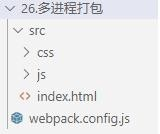 26.多进程打包
src
css
js
index.html
webpack.config.js